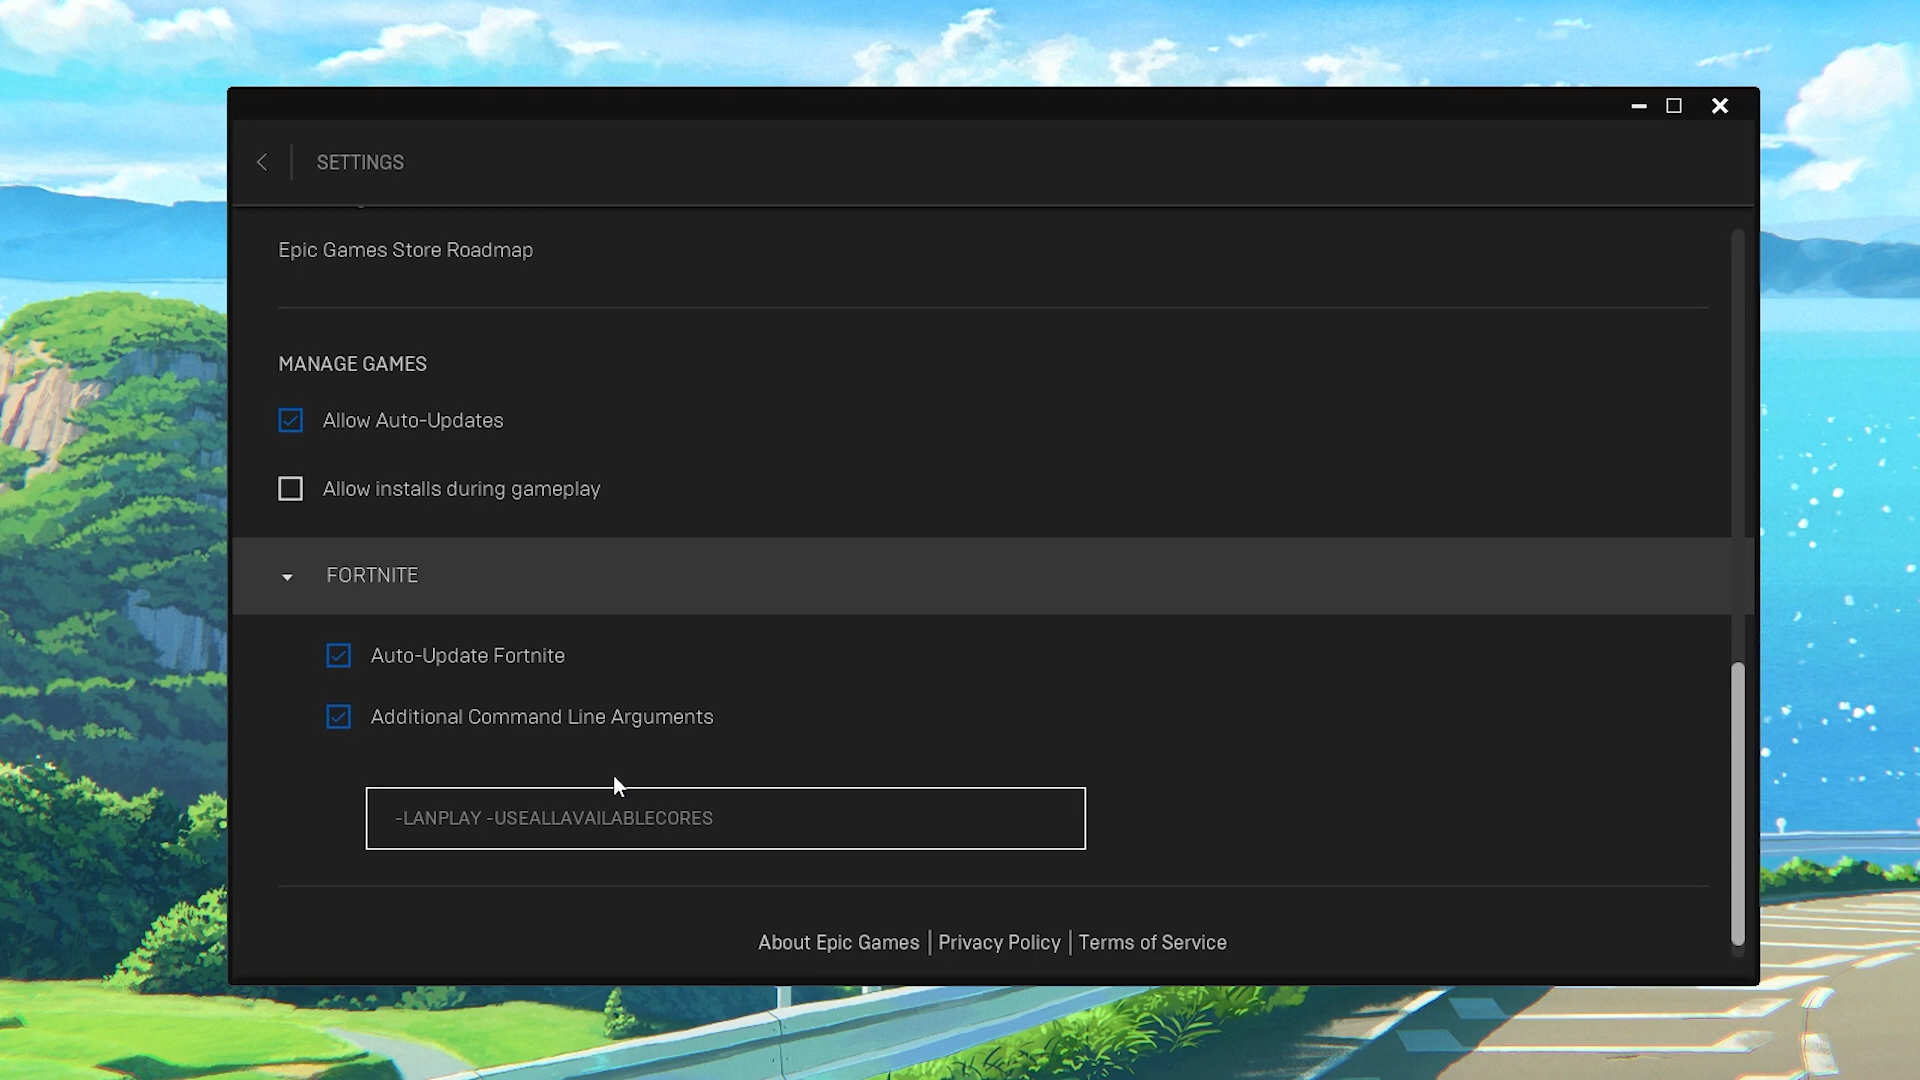 SETTINGS
Epic Games Store Roadmap
MANAGE GAMES
Allow Auto-Updates
Allow installs during gameplay
FORTNITE
Auto-Update Fortnite
Additional Command Line Arguments
-LANPLAY -USEALLAVAILABLECORES
About Epic Games | Privacy Policy | Terms of Service